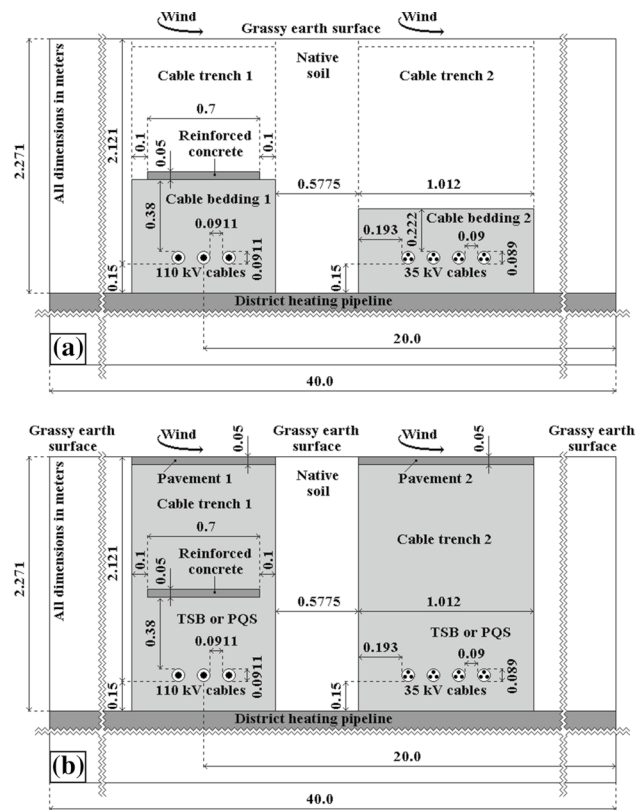 Wind
Grassy earth surface
Wind
All dimensions in meters
2.271
2.121
Cable trench 1
Native
soil
Cable trench 2
0.7
0.1
0.05
Reinforced
concrete
0.1
0.5775
1.012
Cable bedding 1
0.38
0.0911
0.0911
0.15
110 kV cables
Cable bedding 2
0.193
0.222
0.09
0.089
0.15
35 kV cables
District heating pipeline
(a)
20.0
40.0
Grassy earth
surface
Wind
0.05
Grassy earth
surface
Wind
0.05
Grassy earth
surface
All dimensions in meters
2.271
2.121
Pavement 1
Native
soil
Pavement 2
Cable trench 1
0.7
0.1
0.05
Reinforced
concrete
0.1
Cable trench 2
0.5775
1.012
TSB or PQS
0.38
0.0911
0.0911
0.15
110 kV cables
TSB or PQS
0.193
0.09
0.089
0.15
35 kV cables
District heating pipeline
(b)
20.0
40.0